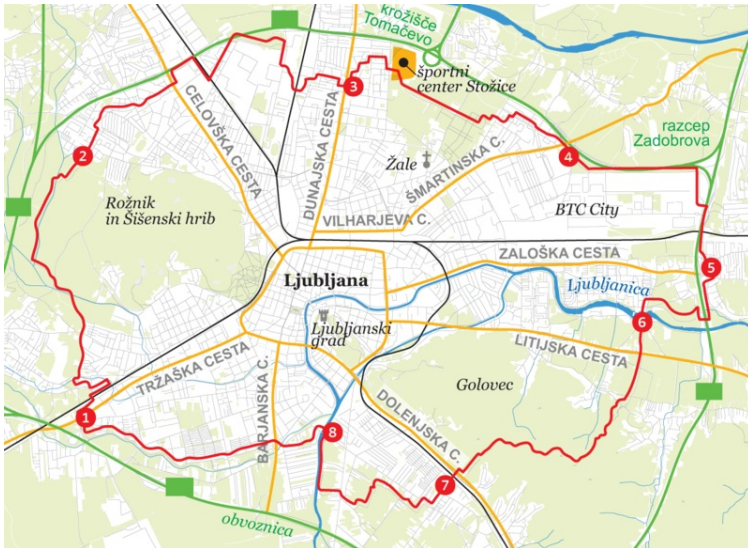 krožišče
Tomačevo
športni
center Stožice
razcep
Zadobrova
CELOVŠKA CESTA
DUNAJSKA CESTA
3
2
4
Žale
ŠMARTINSKA C.
Rožnik
in Šišenski hrib
BTC City
VILHARJEVA C.
ZALOŠKA CESTA
5
Ljubljana
Ljubljanica
6
Ljubljanski
grad
LITIJSKA CESTA
TRŽAŠKA CESTA
Golovec
BARJANSKA C.
DOLENJSKA C.
1
8
7
obvoznica